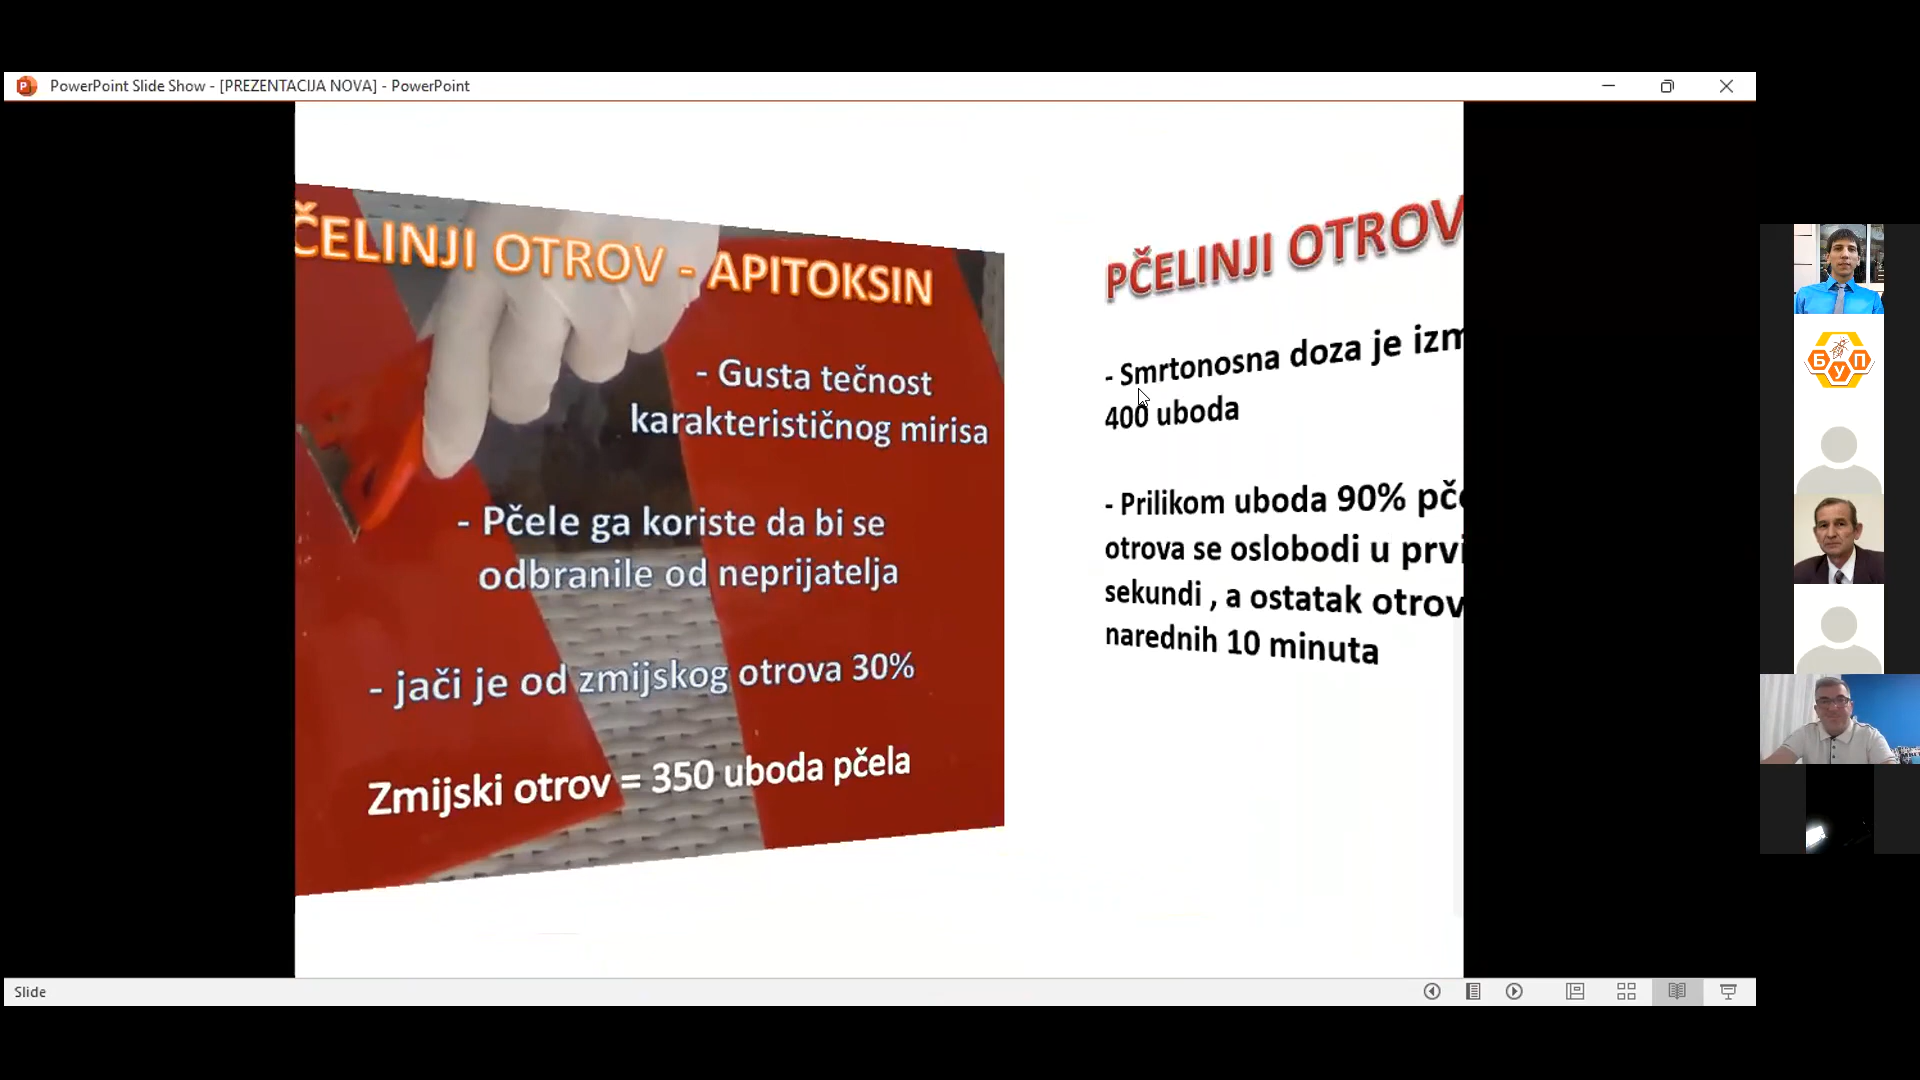 PowerPoint Slide Show - [PREZENTACIJA NOVA] - PowerPoint
ČELINJI OTROV - APITOKSIN
- Gusta tečnost
karakterističnog mirisa
- Pčele ga koriste da bi se
odbranile od neprijatelja
- jači je od zmijskog otrova 30%
Zmijski otrov = 350 uboda pčela
PČELINJI OTROV
- Smrtonosna doza je izm
400 uboda
- Prilikom uboda 90% pče
otrova se oslobodi u prvi
sekundi , a ostatak otrov
narednih 10 minuta
БУП
Slide